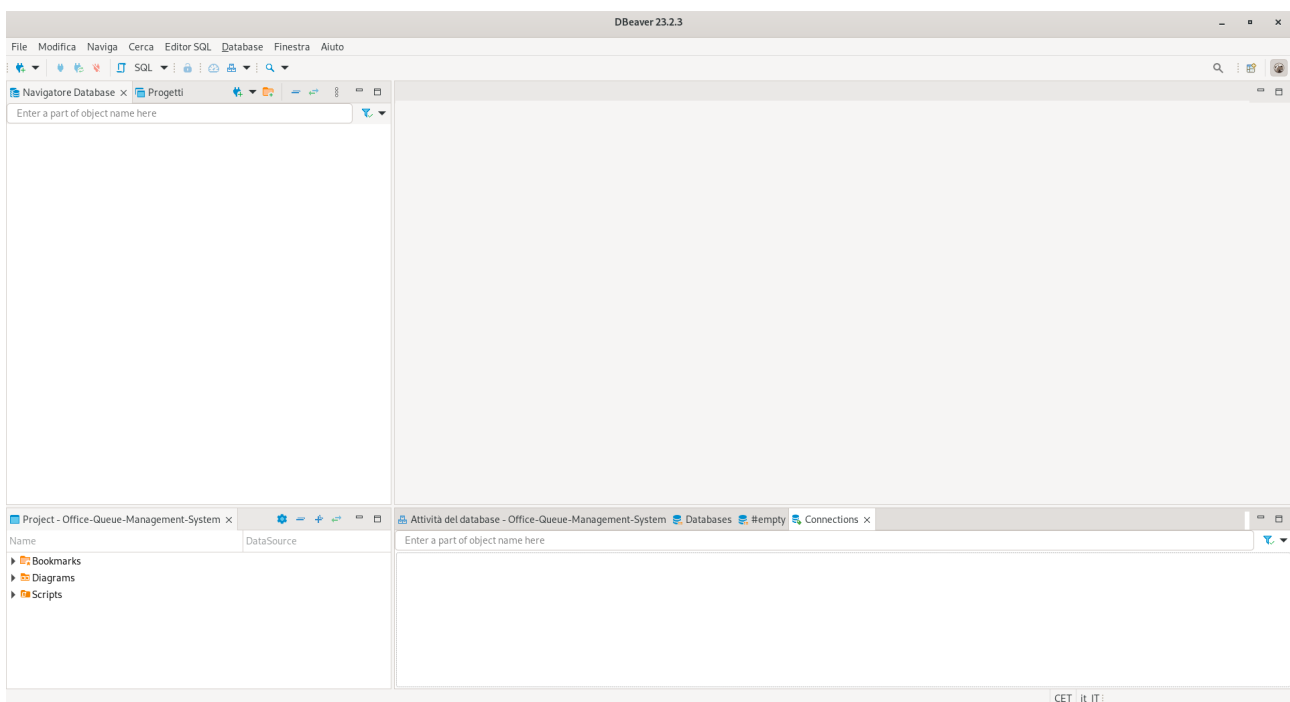 DBeaver 23.2.3
File Modifica Naviga Cerca Editor SQL Database Finestra Aiuto
SQL
Navigatore Database Progetti
Enter a part of object name here
Project - Office-Queue-Management-System
Name DataSource
Bookmarks
Diagrams
Scripts
Attività del database - Office-Queue-Management-System Databases #empty Connections
Enter a part of object name here
CET it_IT